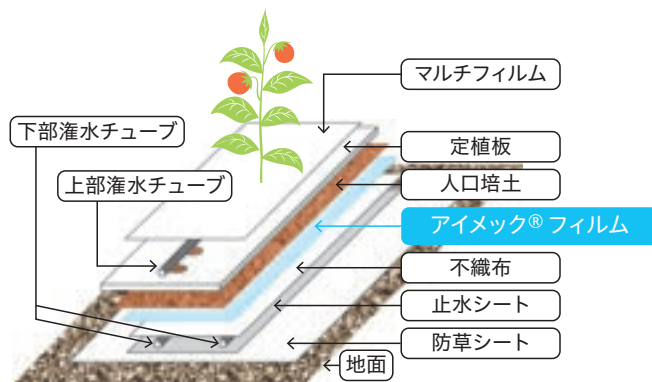 マルチフィルム
下部潅水チューブ
定植板
上部潅水チューブ
人口培土
アイメック® フィルム
不織布
止水シート
防草シート
地面